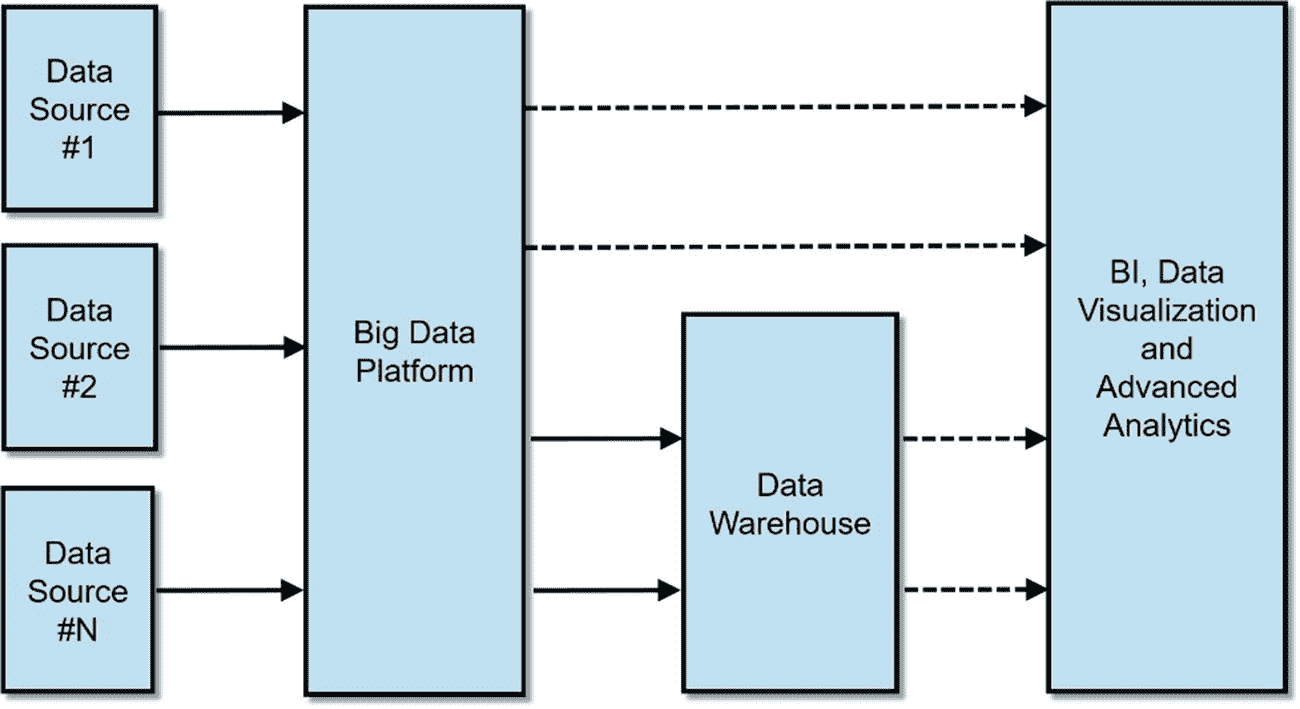 Data
Source
#1
Data
Source
#2
Data
Source
#N
Big Data
Platform
Data
Warehouse
BI, Data
Visualization
and
Advanced
Analytics